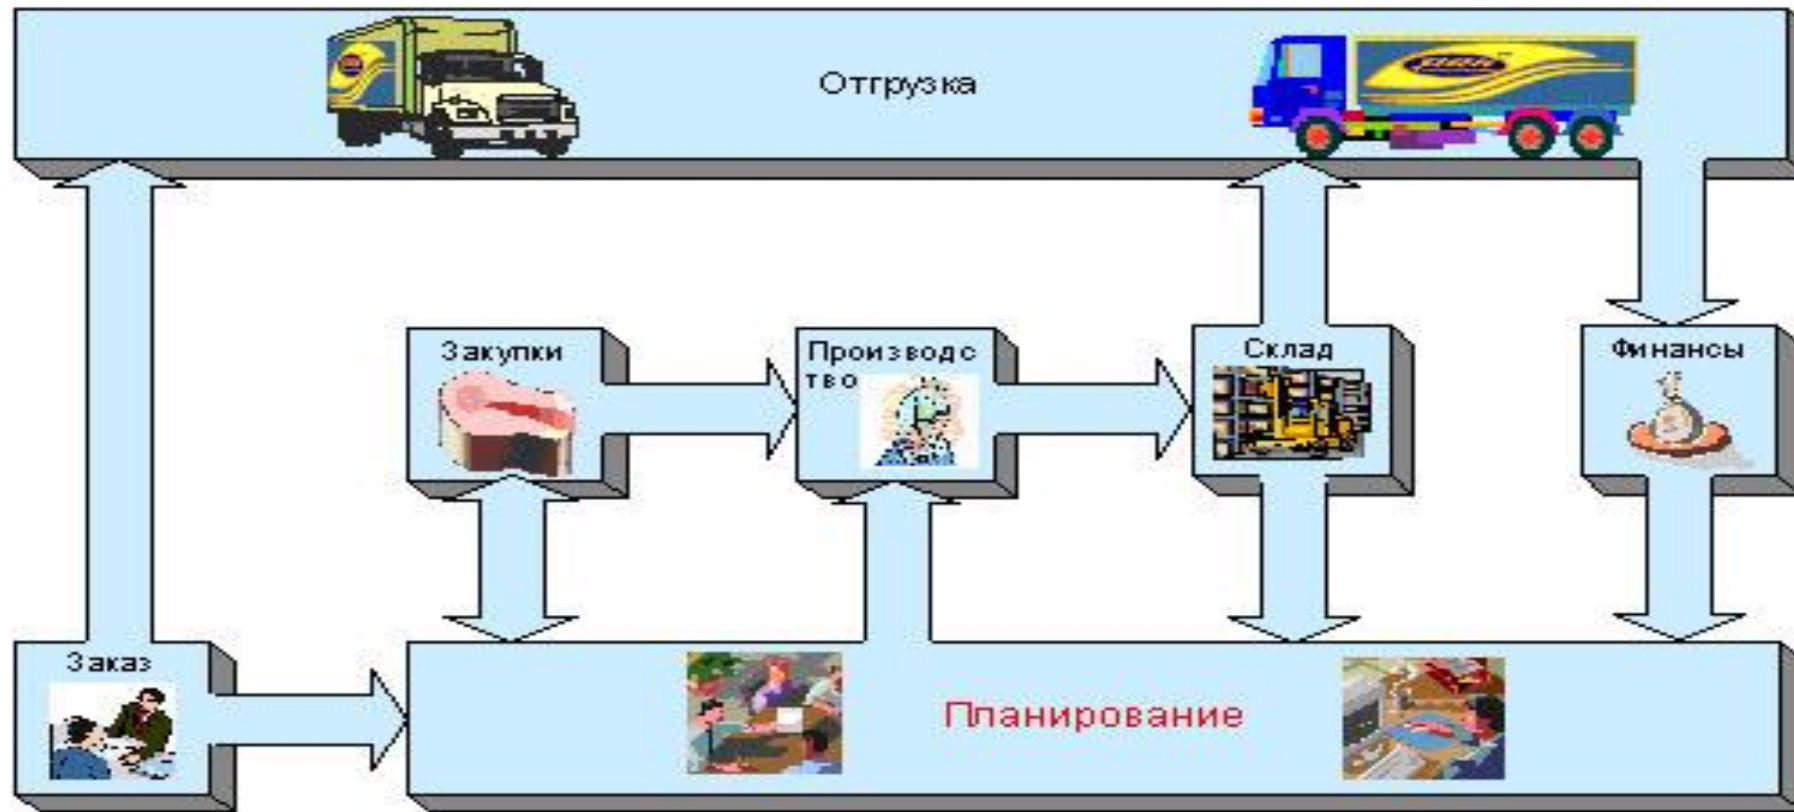 Отгрузка
Закупки
Производс
тво
Склад
Финансы
Заказ
Планирование